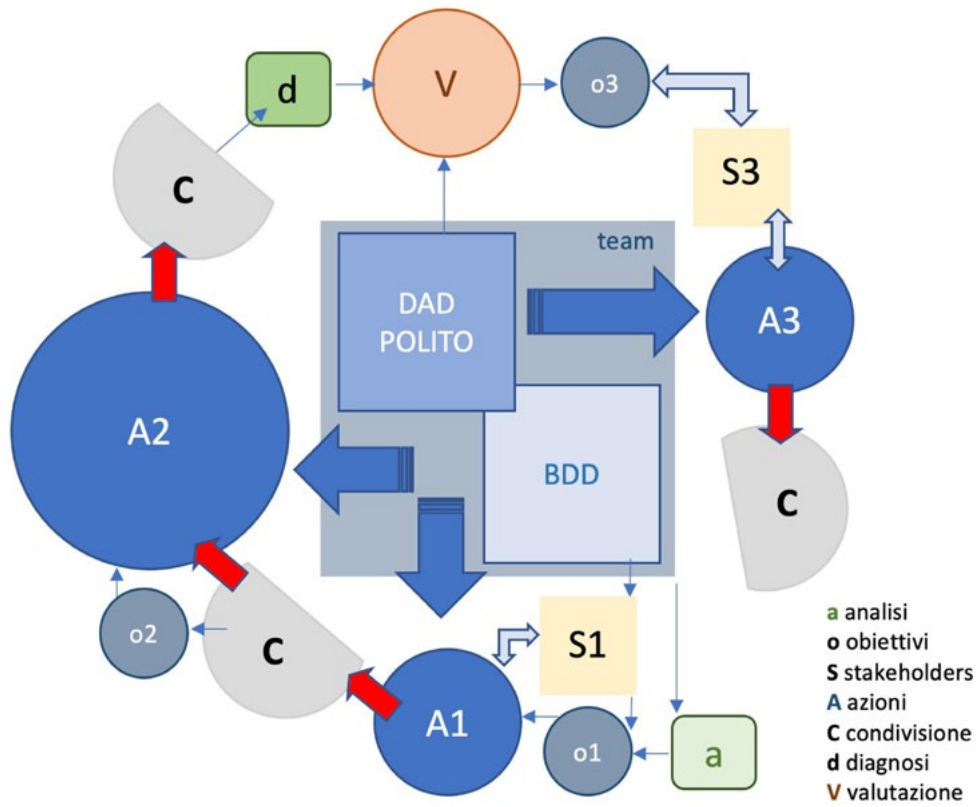 d
V
o3
C
S3
team
DAD
POLITO
A3
A2
BDD
C
o2
C
S1
A1
o1
a
a analisi
o obiettivi
S stakeholders
A azioni
C condivisione
d diagnosi
V valutazione